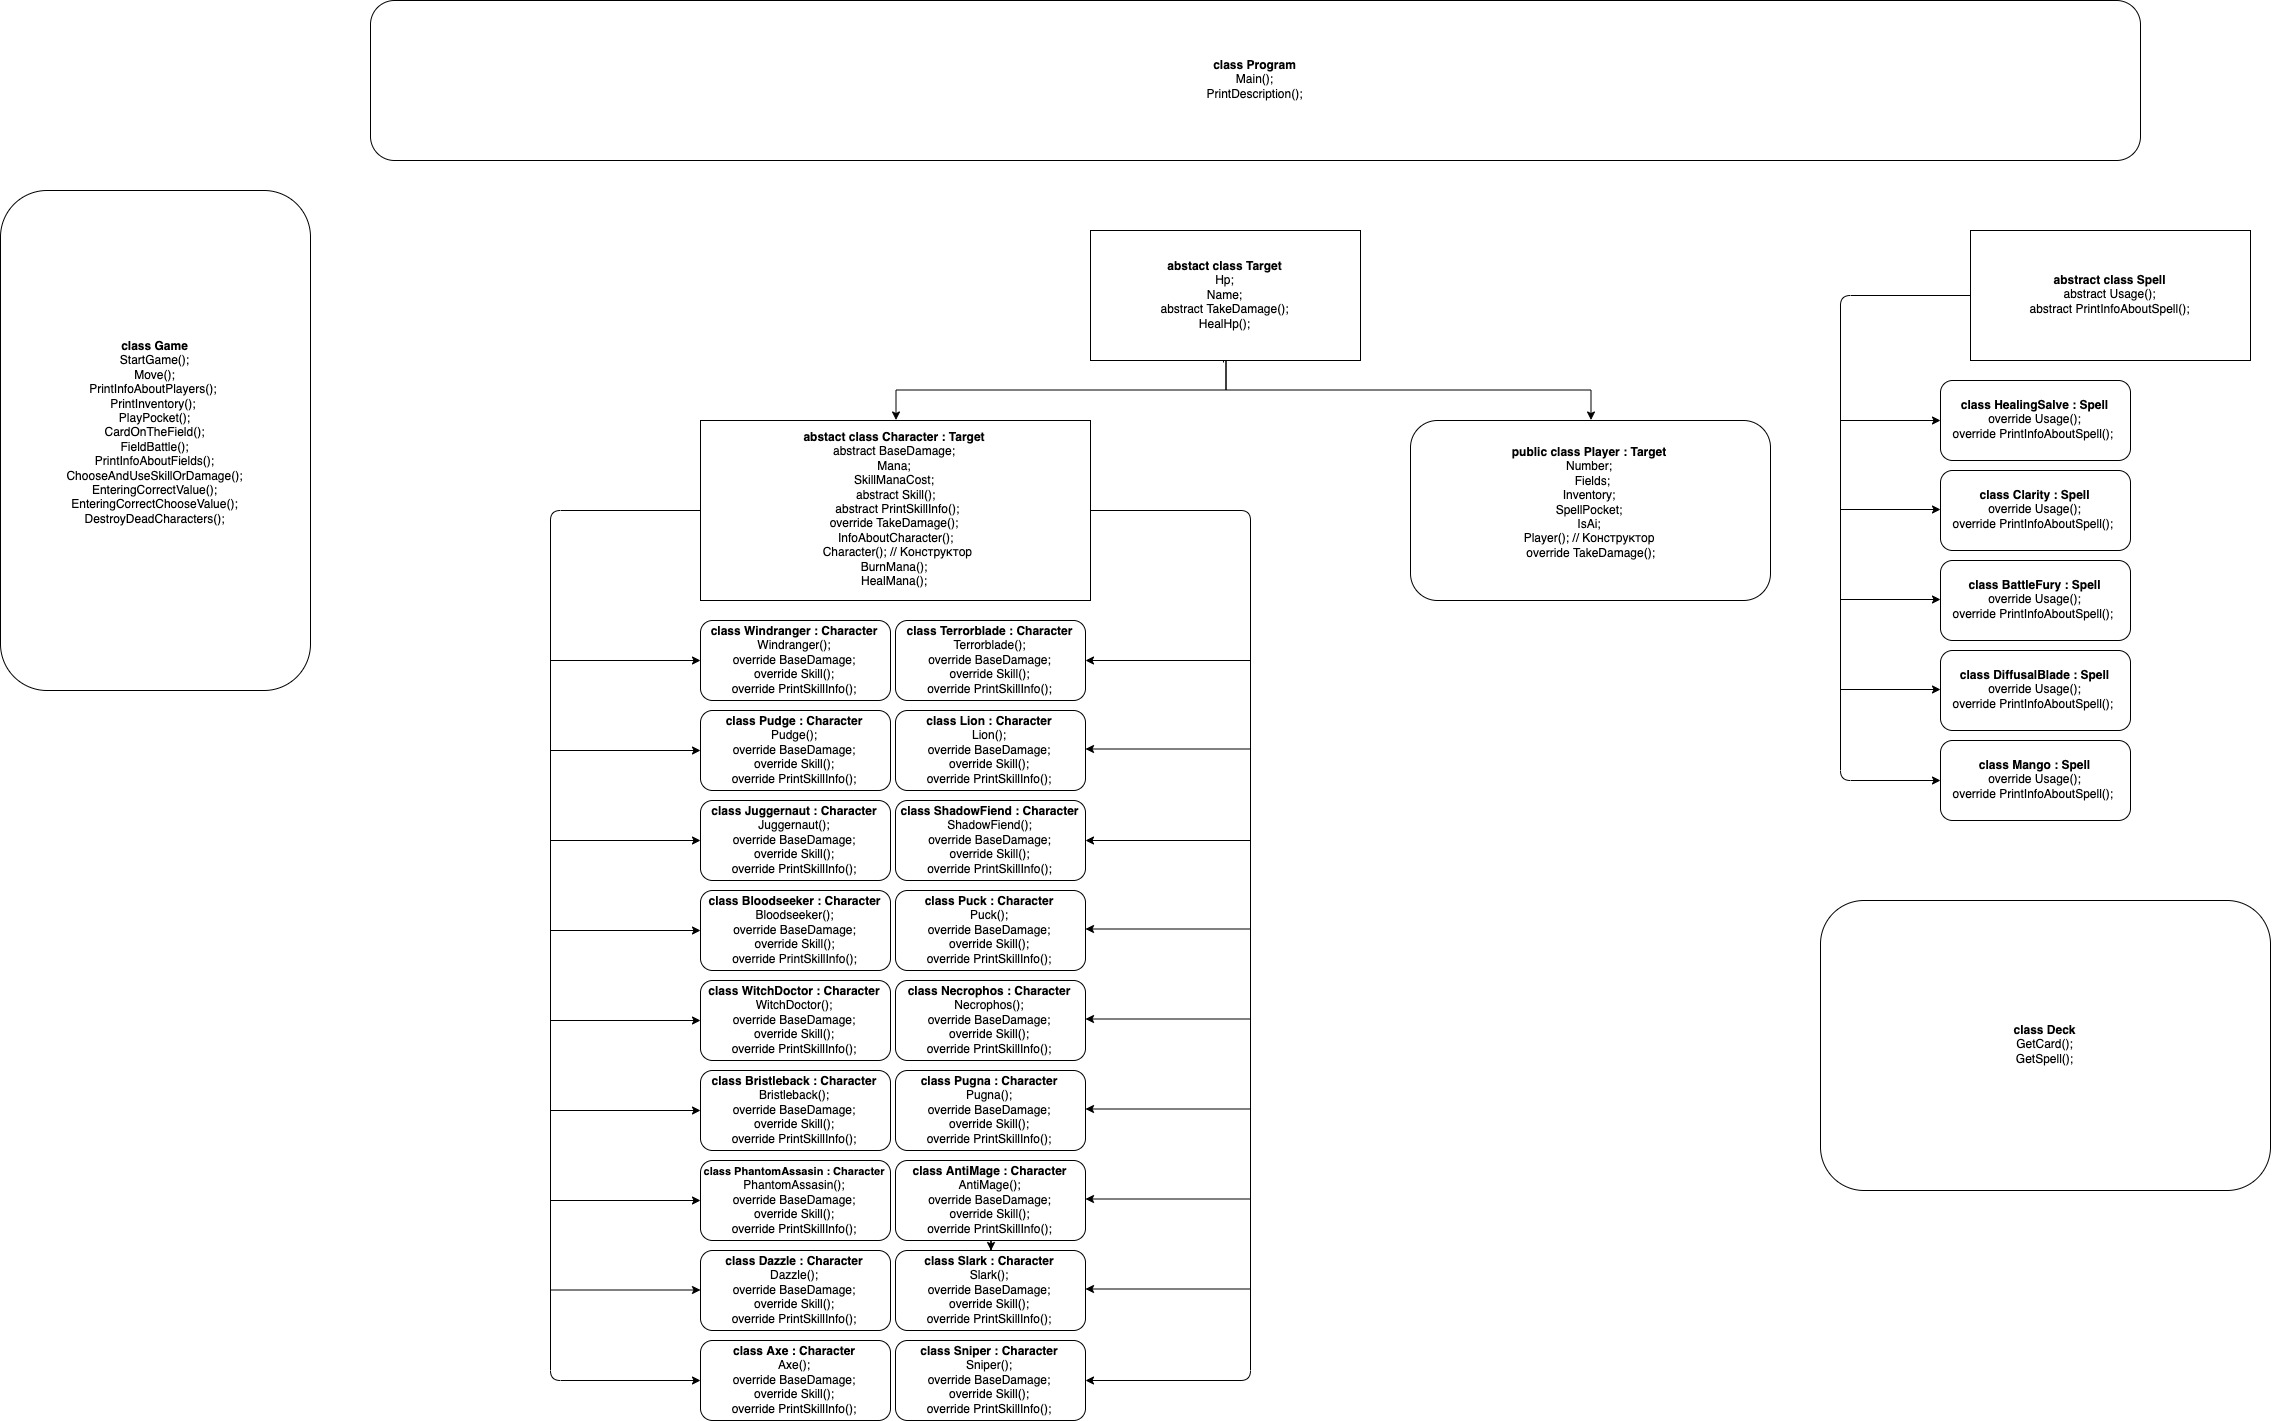 class Program
Main();
PrintDescription();
class Game
StartGame();
Move();
PrintInfoAboutPlayers();
PrintInventory();
PlayPocket();
CardOnTheField();
FieldBattle();
PrintInfoAboutFields();
ChooseAndUseSkillOrDamage();
EnteringCorrectValue();
EnteringCorrectChooseValue();
DestroyDeadCharacters();
abstact class Target
Hp;
Name;
abstract TakeDamage();
HealHp();
abstact class Character : Target
abstract BaseDamage;
Mana;
SkillManaCost;
abstract Skill();
abstract PrintSkillInfo();
override TakeDamage();
InfoAboutCharacter();
Character(); // Конструктор
BurnMana();
HealMana();
public class Player : Target
Number;
Fields;
Inventory;
SpellPocket;
IsAi;
Player(); // Конструктор
override TakeDamage();
class Windranger : Character
Windranger();
override BaseDamage;
override Skill();
override PrintSkillInfo();
class Terrorblade : Character
Terrorblade();
override BaseDamage;
override Skill();
override PrintSkillInfo();
class Pudge : Character
Pudge();
override BaseDamage;
override Skill();
override PrintSkillInfo();
class Lion : Character
Lion();
override BaseDamage;
override Skill();
override PrintSkillInfo();
class Juggernaut : Character
Juggernaut();
override BaseDamage;
override Skill();
override PrintSkillInfo();
class ShadowFiend : Character
ShadowFiend();
override BaseDamage;
override Skill();
override PrintSkillInfo();
class Bloodseeker : Character
Bloodseeker();
override BaseDamage;
override Skill();
override PrintSkillInfo();
class Puck : Character
Puck();
override BaseDamage;
override Skill();
override PrintSkillInfo();
class WitchDoctor : Character
WitchDoctor();
override BaseDamage;
override Skill();
override PrintSkillInfo();
class Necrophos : Character
Necrophos();
override BaseDamage;
override Skill();
override PrintSkillInfo();
class Bristleback : Character
Bristleback();
override BaseDamage;
override Skill();
override PrintSkillInfo();
class Pugna : Character
Pugna();
override BaseDamage;
override Skill();
override PrintSkillInfo();
class PhantomAssasin : Character
PhantomAssasin();
override BaseDamage;
override Skill();
override PrintSkillInfo();
class AntiMage : Character
AntiMage();
override BaseDamage;
override Skill();
override PrintSkillInfo();
class Dazzle : Character
Dazzle();
override BaseDamage;
override Skill();
override PrintSkillInfo();
class Slark : Character
Slark();
override BaseDamage;
override Skill();
override PrintSkillInfo();
class Axe : Character
Axe();
override BaseDamage;
override Skill();
override PrintSkillInfo();
class Sniper : Character
Sniper();
override BaseDamage;
override Skill();
override PrintSkillInfo();
abstract class Spell
abstract Usage();
abstract PrintInfoAboutSpell();
class HealingSalve : Spell
override Usage();
override PrintInfoAboutSpell();
class Clarity : Spell
override Usage();
override PrintInfoAboutSpell();
class BattleFury : Spell
override Usage();
override PrintInfoAboutSpell();
class DiffusalBlade : Spell
override Usage();
override PrintInfoAboutSpell();
class Mango : Spell
override Usage();
override PrintInfoAboutSpell();
class Deck
GetCard();
GetSpell();